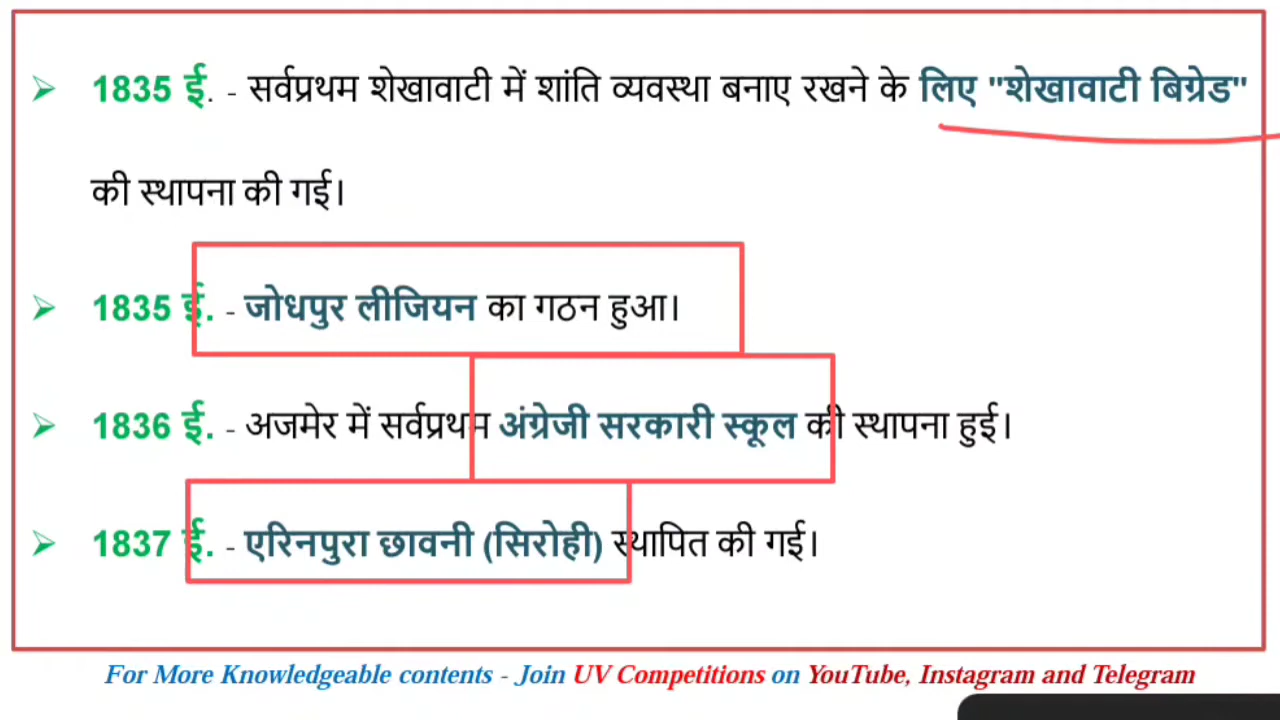 ➢ 1835 ई. - सर्वप्रथम शेखावाटी में शांति व्यवस्था बनाए रखने के लिए "शेखावाटी बिग्रेड"
की स्थापना की गई।
➢ 1835 ई. - जोधपुर लीजियन का गठन हुआ।
➢ 1836 ई. - अजमेर में सर्वप्रथम अंग्रेजी सरकारी स्कूल की स्थापना हुई।
➢ 1837 ई. - एरिनपुरा छावनी (सिरोही) स्थापित की गई।
For More Knowledgeable contents - Join UV Competitions on YouTube, Instagram and Telegram